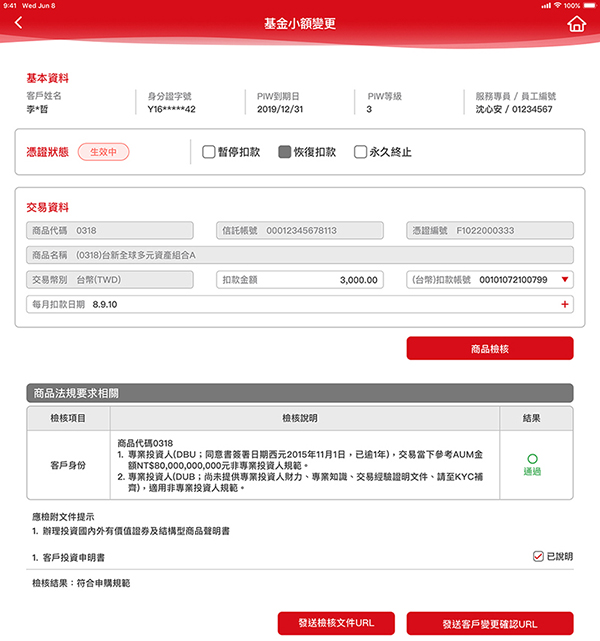 9:41 Wed Jun 8 100%
基金小額變更
基本資料
客戶姓名 身分證字號 PIW到期日 PIW等級 服務專員 / 員工編號
李*哲 Y16*****42 2019/12/31 3 沈心安 / 01234567
憑證狀態 生效中 暫停扣款 恢復扣款 永久終止
交易資料
商品代碼 0318 信託帳號 00012345678113 憑證編號 F1022000333
商品名稱 (0318)台新全球多元資產組合A
交易幣別 台幣(TWD) 扣款金額 3,000.00 (台幣)扣款帳號 00101072100799
每月扣款日期 8.9.10 +
商品檢核
商品法規要求相關
檢核項目 檢核說明 結果
客戶身份
商品代碼0318
1. 專業投資人(DBU；同意書簽署日期西元2015年11月1日，已逾1年)，交易當下參考AUM金
額NT$80,000,000,000元非專業投資人規範。
2. 專業投資人(DUB；尚未提供專業投資人財力、專業知識、交易經驗證明文件、請至KYC補
齊)，適用非專業投資人規範。
通過
應檢附文件提示
1. 辦理投資國內外有價值證券及結構型商品聲明書
1. 客戶投資申明書 已說明
檢核結果：符合申購規範
發送檢核文件URL 發送客戶變更確認URL